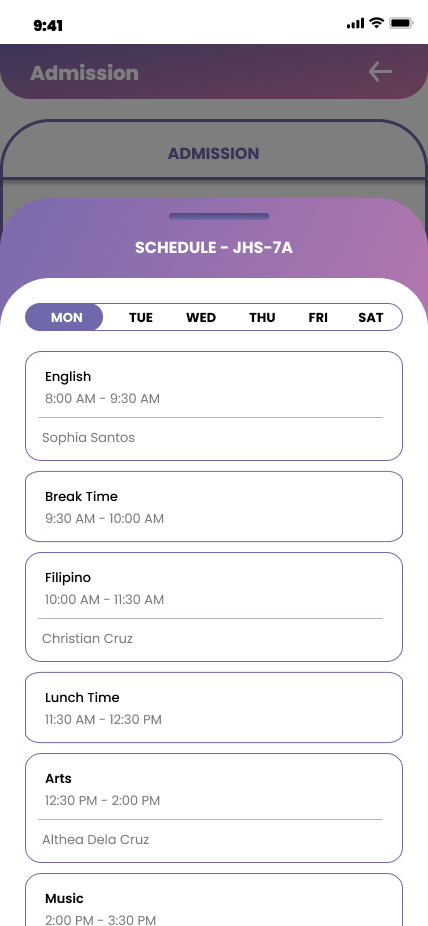 9:41
Admission
ADMISSION
SCHEDULE - JHS-7A
MON TUE WED THU FRI SAT
English
8:00 AM - 9:30 AM
Sophia Santos
Break Time
9:30 AM - 10:00 AM
Filipino
10:00 AM - 11:30 AM
Christian Cruz
Lunch Time
11:30 AM - 12:30 PM
Arts
12:30 PM - 2:00 PM
Althea Dela Cruz
Music
2:00 PM - 3:30 PM